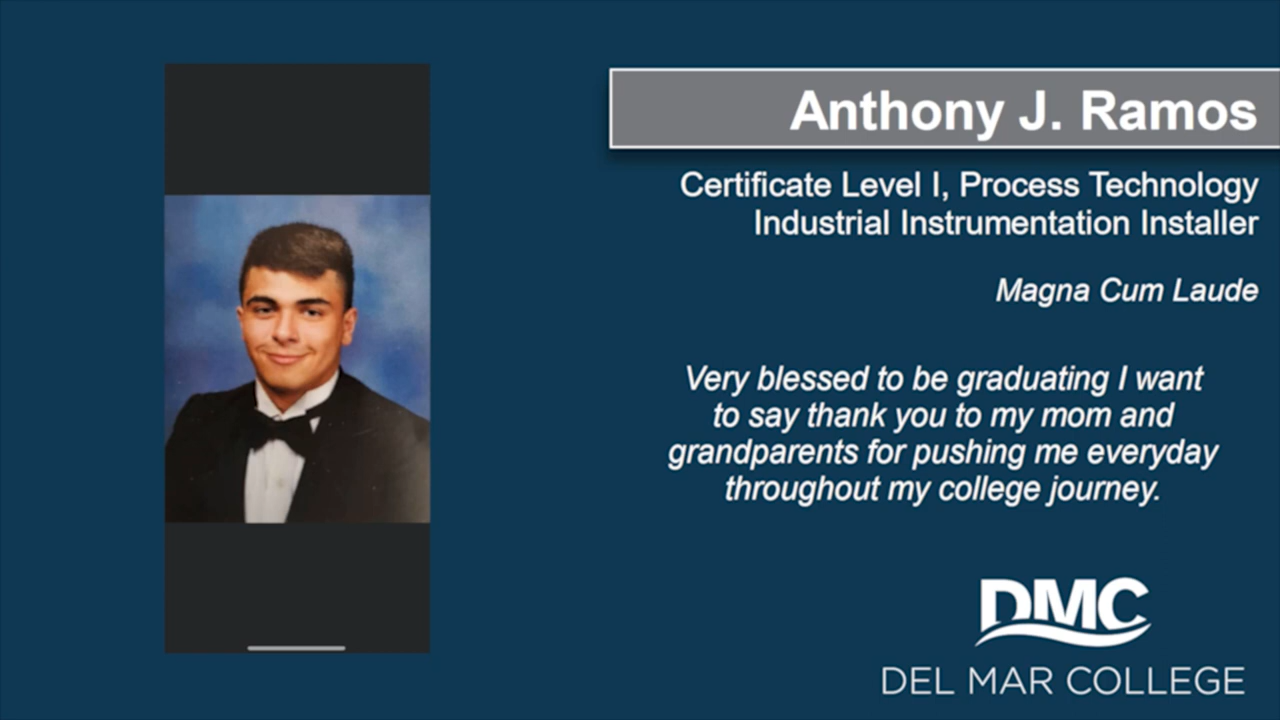 Anthony J. Ramos
Certificate Level I, Process Technology
Industrial Instrumentation Installer
Magna Cum Laude
Very blessed to be graduating I want
to say thank you to my mom and
grandparents for pushing me everyday
throughout my college journey.
DMC
DEL MAR COLLEGE